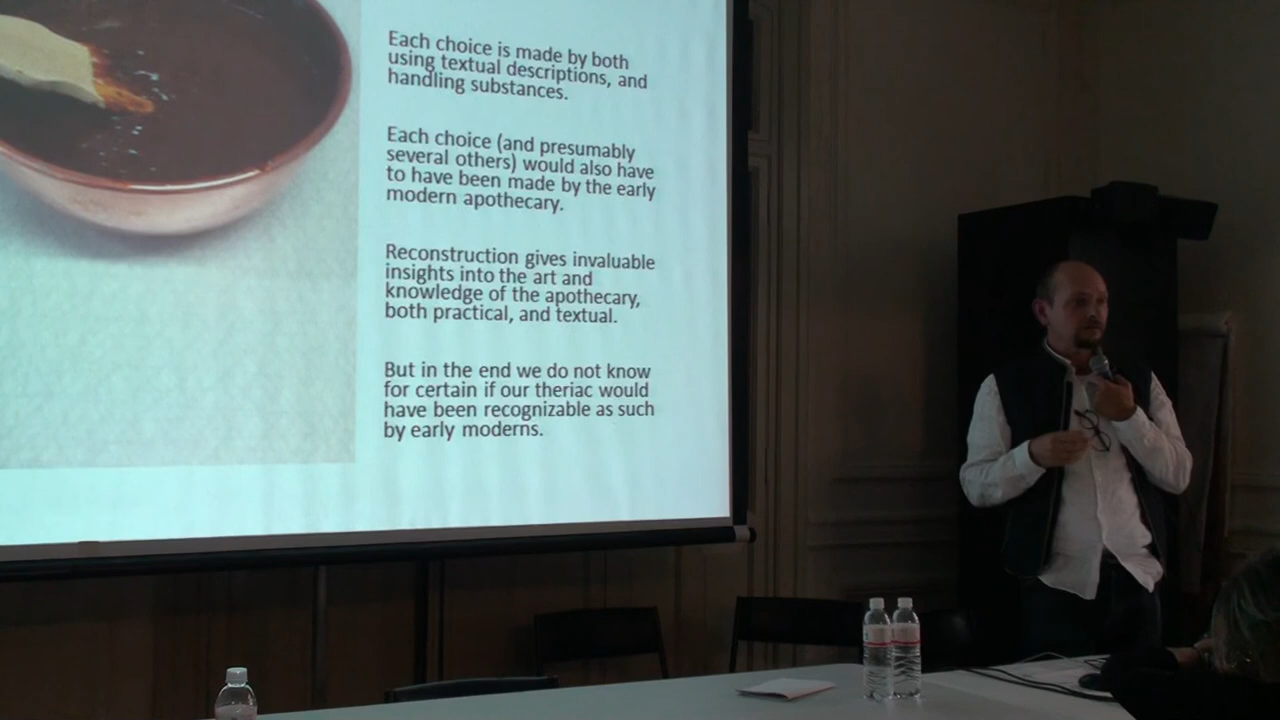 Each choice is made by both
using textual descriptions, and
handling substances.
Each choice (and presumably
several others) would also have
to have been made by the early
modern apothecary.
Reconstruction gives invaluable
insights into the art and
knowledge of the apothecary,
both practical, and textual.
But in the end we do not know
for certain if our theriac would
have been recognizable as such
by early moderns.